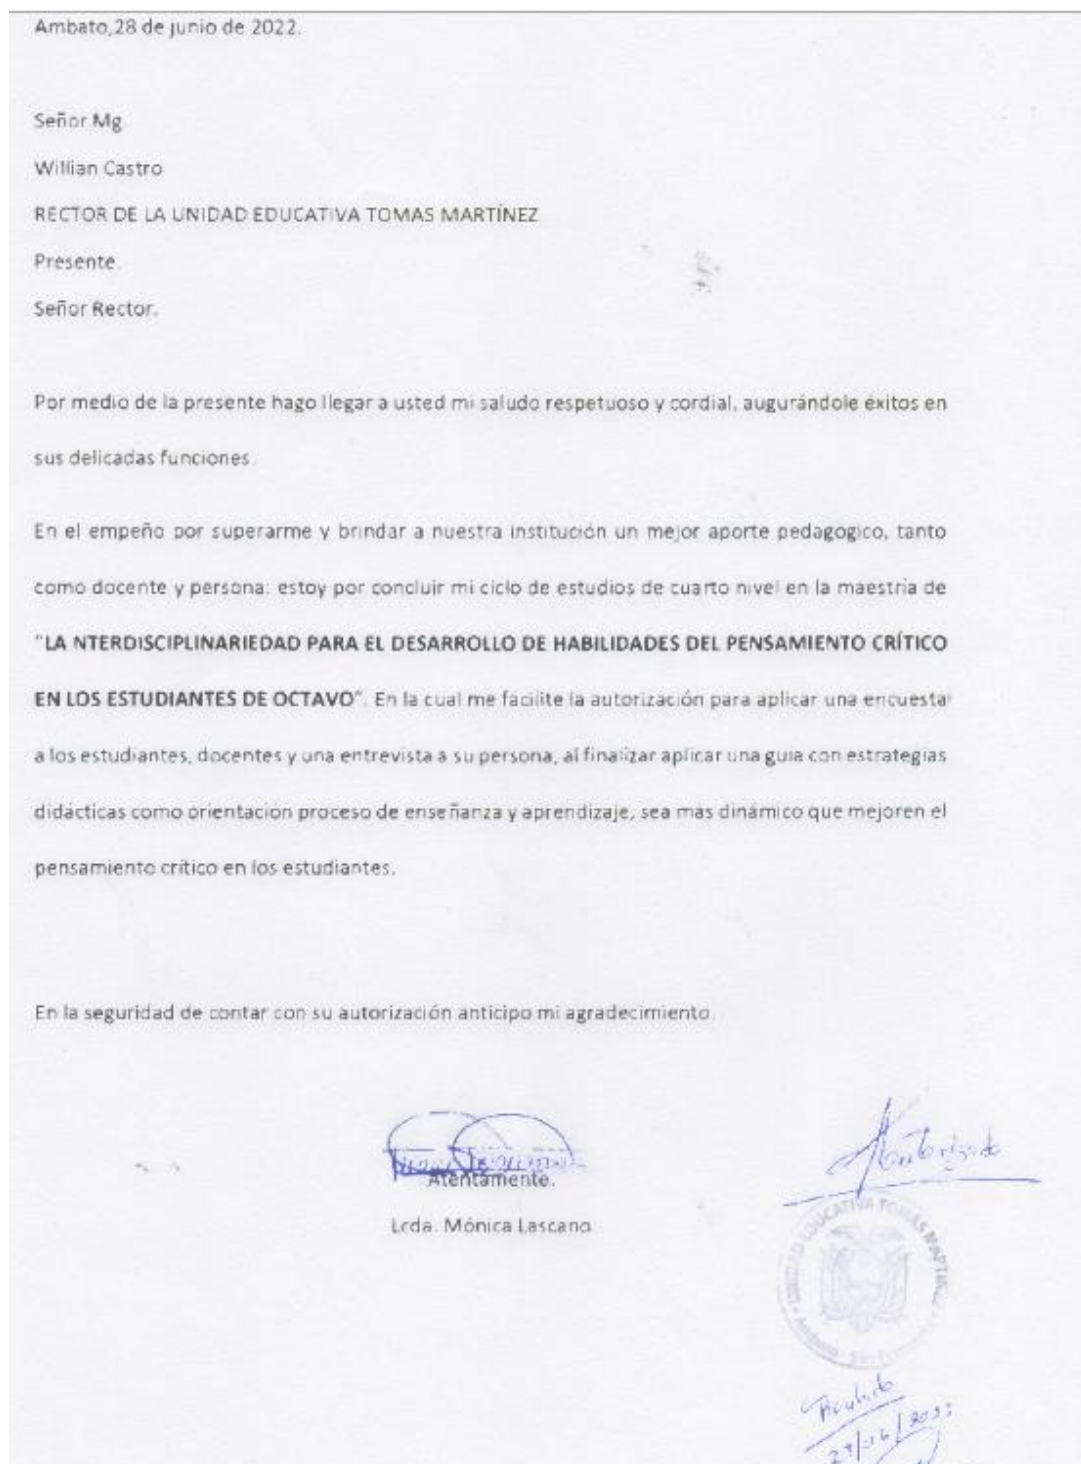 Ambato,28 de junio de 2022.
Señor Mg.
Willian Castro
RECTOR DE LA UNIDAD EDUCATIVA TOMAS MARTÍNEZ
Presente.
Señor Rector.
Por medio de la presente hago llegar a usted mi saludo respetuoso y cordial, augurándole éxitos en
sus delicadas funciones.
En el empeño por superarme y brindar a nuestra institución un mejor aporte pedagogico, tanto
como docente y persona: estoy por concluir mi ciclo de estudios de cuarto nivel en la maestria de
"LA NTERDISCIPLINARIEDAD PARA EL DESARROLLO DE HABILIDADES DEL PENSAMIENTO CRÍTICO
EN LOS ESTUDIANTES DE OCTAVO". En la cual me facilite la autorización para aplicar una encuesta
a los estudiantes, docentes y una entrevista a su persona, al finalizar aplicar una guia con estrategias
didácticas como orientacion proceso de enseñanza y aprendizaje, sea mas dinámico que mejoren el
pensamiento crítico en los estudiantes.
En la seguridad de contar con su autorización anticipo mi agradecimiento.
Autorizado
Atentamente.
Lcda. Mónica Lascano
UNIDAD EDUCATIVA TOMAS MARTINEZ
Ambato - San